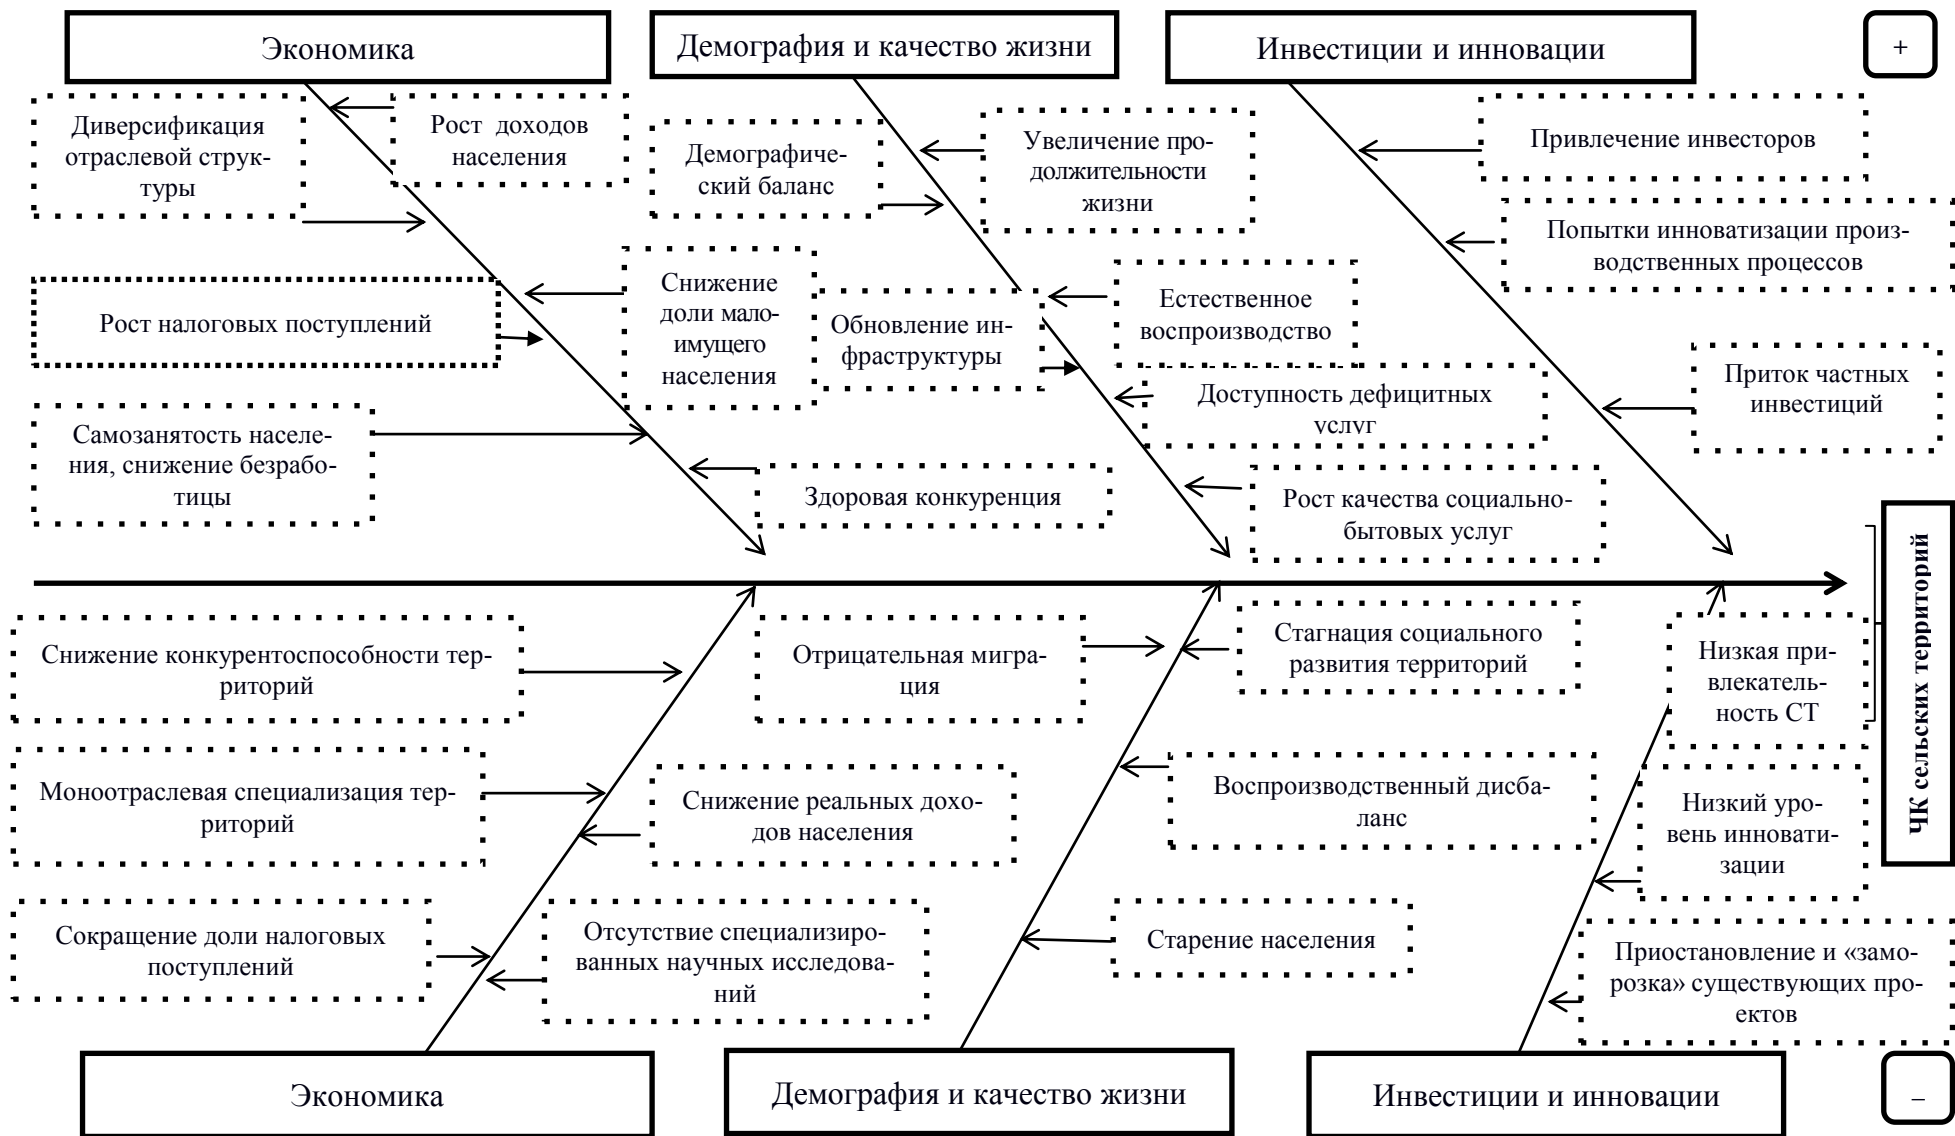 Экономика
Демография и качество жизни
Инвестиции и инновации
+
Диверсификация
отраслевой струк-
туры
Рост доходов
населения
Демографиче-
ский баланс
Увеличение про-
должительности
жизни
Привлечение инвесторов
Попытки инноватизации произ-
водственных процессов
Рост налоговых поступлений
Снижение
доли мало-
имущего
населения
Обновление ин-
фраструктуры
Естественное
воспроизводство
Доступность дефицитных
услуг
Приток частных
инвестиций
Самозанятость населе-
ния, снижение безрабо-
тицы
Здоровая конкуренция
Рост качества социально-
бытовых услуг
ЧК сельских территорий
Снижение конкурентоспособности тер-
риторий
Отрицательная мигра-
ция
Стагнация социального
развития территорий
Низкая при-
влекатель-
ность СТ
Моноотраслевая специализация тер-
риторий
Снижение реальных дохо-
дов населения
Воспроизводственный дисба-
ланс
Низкий уро-
вень инновати-
зации
Сокращение доли налоговых
поступлений
Отсутствие специализиро-
ванных научных исследова-
ний
Старение населения
Приостановление и «замо-
розка» существующих про-
ектов
Экономика
Демография и качество жизни
Инвестиции и инновации
–